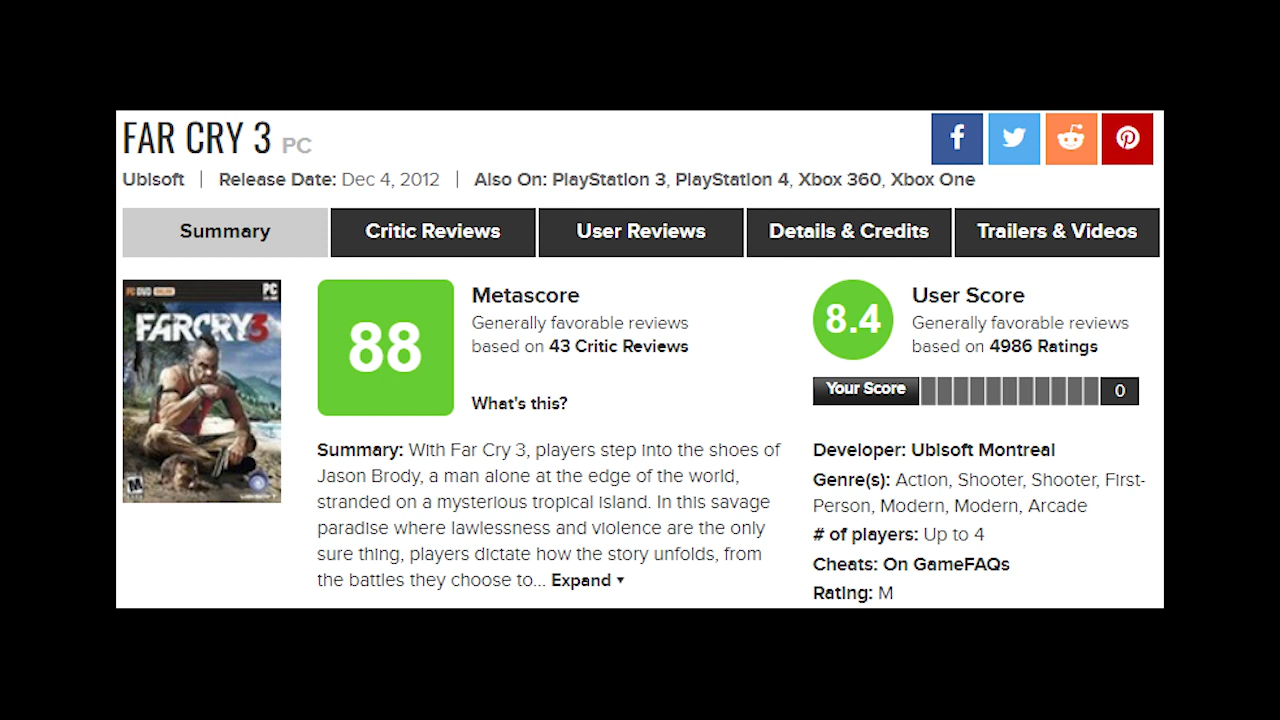 FAR CRY 3 PC
Ubisoft | Release Date: Dec 4, 2012 | Also On: PlayStation 3, PlayStation 4, Xbox 360, Xbox One
Summary
Critic Reviews
User Reviews
Details & Credits
Trailers & Videos
PC DVD
PC
FARCRY3
M
UBISOFT
88
Metascore
Generally favorable reviews
based on 43 Critic Reviews
What's this?
Summary: With Far Cry 3, players step into the shoes of
Jason Brody, a man alone at the edge of the world,
stranded on a mysterious tropical island. In this savage
paradise where lawlessness and violence are the only
sure thing, players dictate how the story unfolds, from
the battles they choose to... Expand
8.4
User Score
Generally favorable reviews
based on 4986 Ratings
Your Score 0
Developer: Ubisoft Montreal
Genre(s): Action, Shooter, Shooter, First-
Person, Modern, Modern, Arcade
# of players: Up to 4
Cheats: On GameFAQs
Rating: M